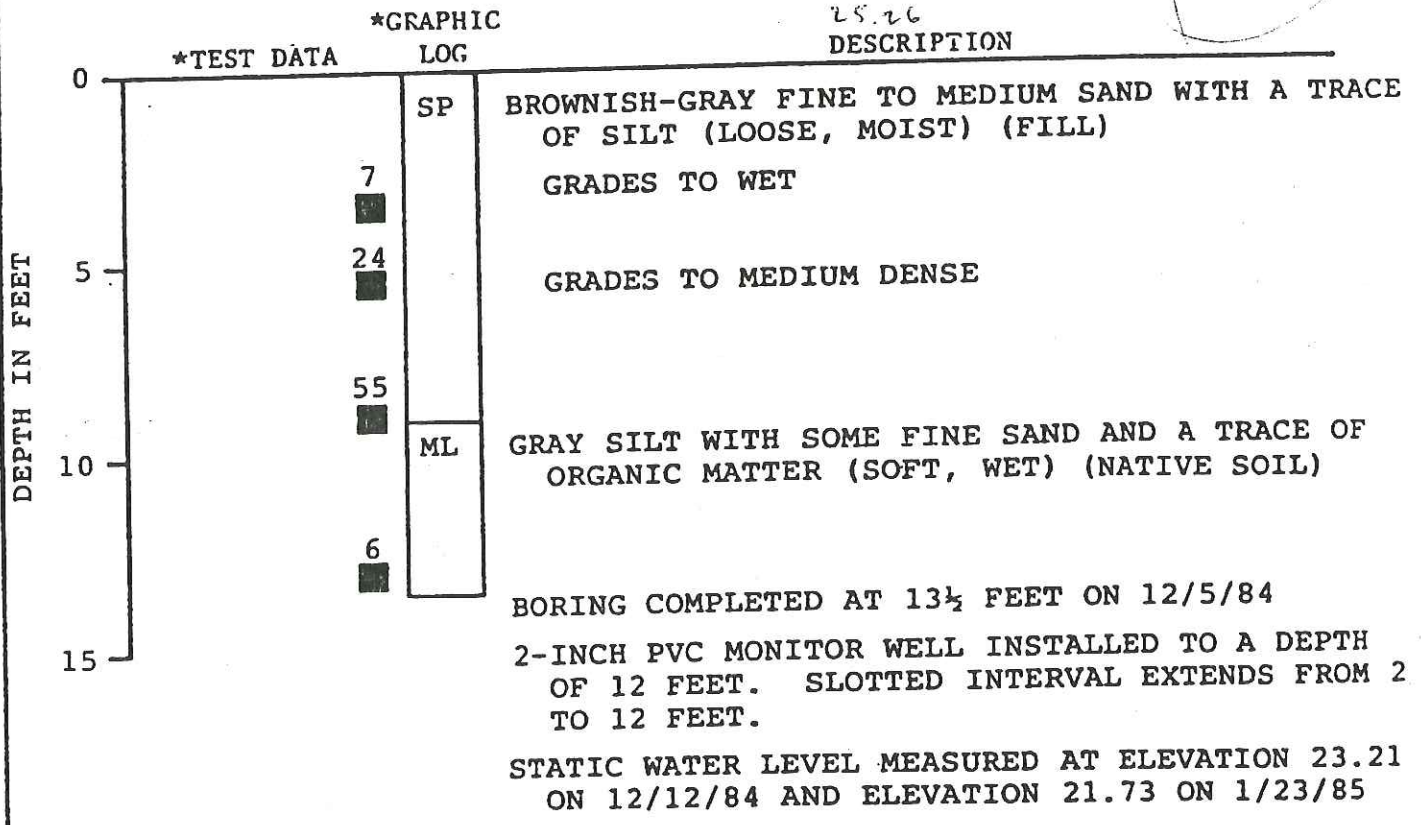 *GRAPHIC 25.26
*TEST DATA LOG DESCRIPTION
0
SP BROWNISH-GRAY FINE TO MEDIUM SAND WITH A TRACE
OF SILT (LOOSE, MOIST) (FILL)
7 GRADES TO WET
24
5 GRADES TO MEDIUM DENSE
DEPTH IN FEET
55
ML GRAY SILT WITH SOME FINE SAND AND A TRACE OF
10 ORGANIC MATTER (SOFT, WET) (NATIVE SOIL)
6
BORING COMPLETED AT 13½ FEET ON 12/5/84
15 2-INCH PVC MONITOR WELL INSTALLED TO A DEPTH
OF 12 FEET. SLOTTED INTERVAL EXTENDS FROM 2
TO 12 FEET.
STATIC WATER LEVEL MEASURED AT ELEVATION 23.21
ON 12/12/84 AND ELEVATION 21.73 ON 1/23/85